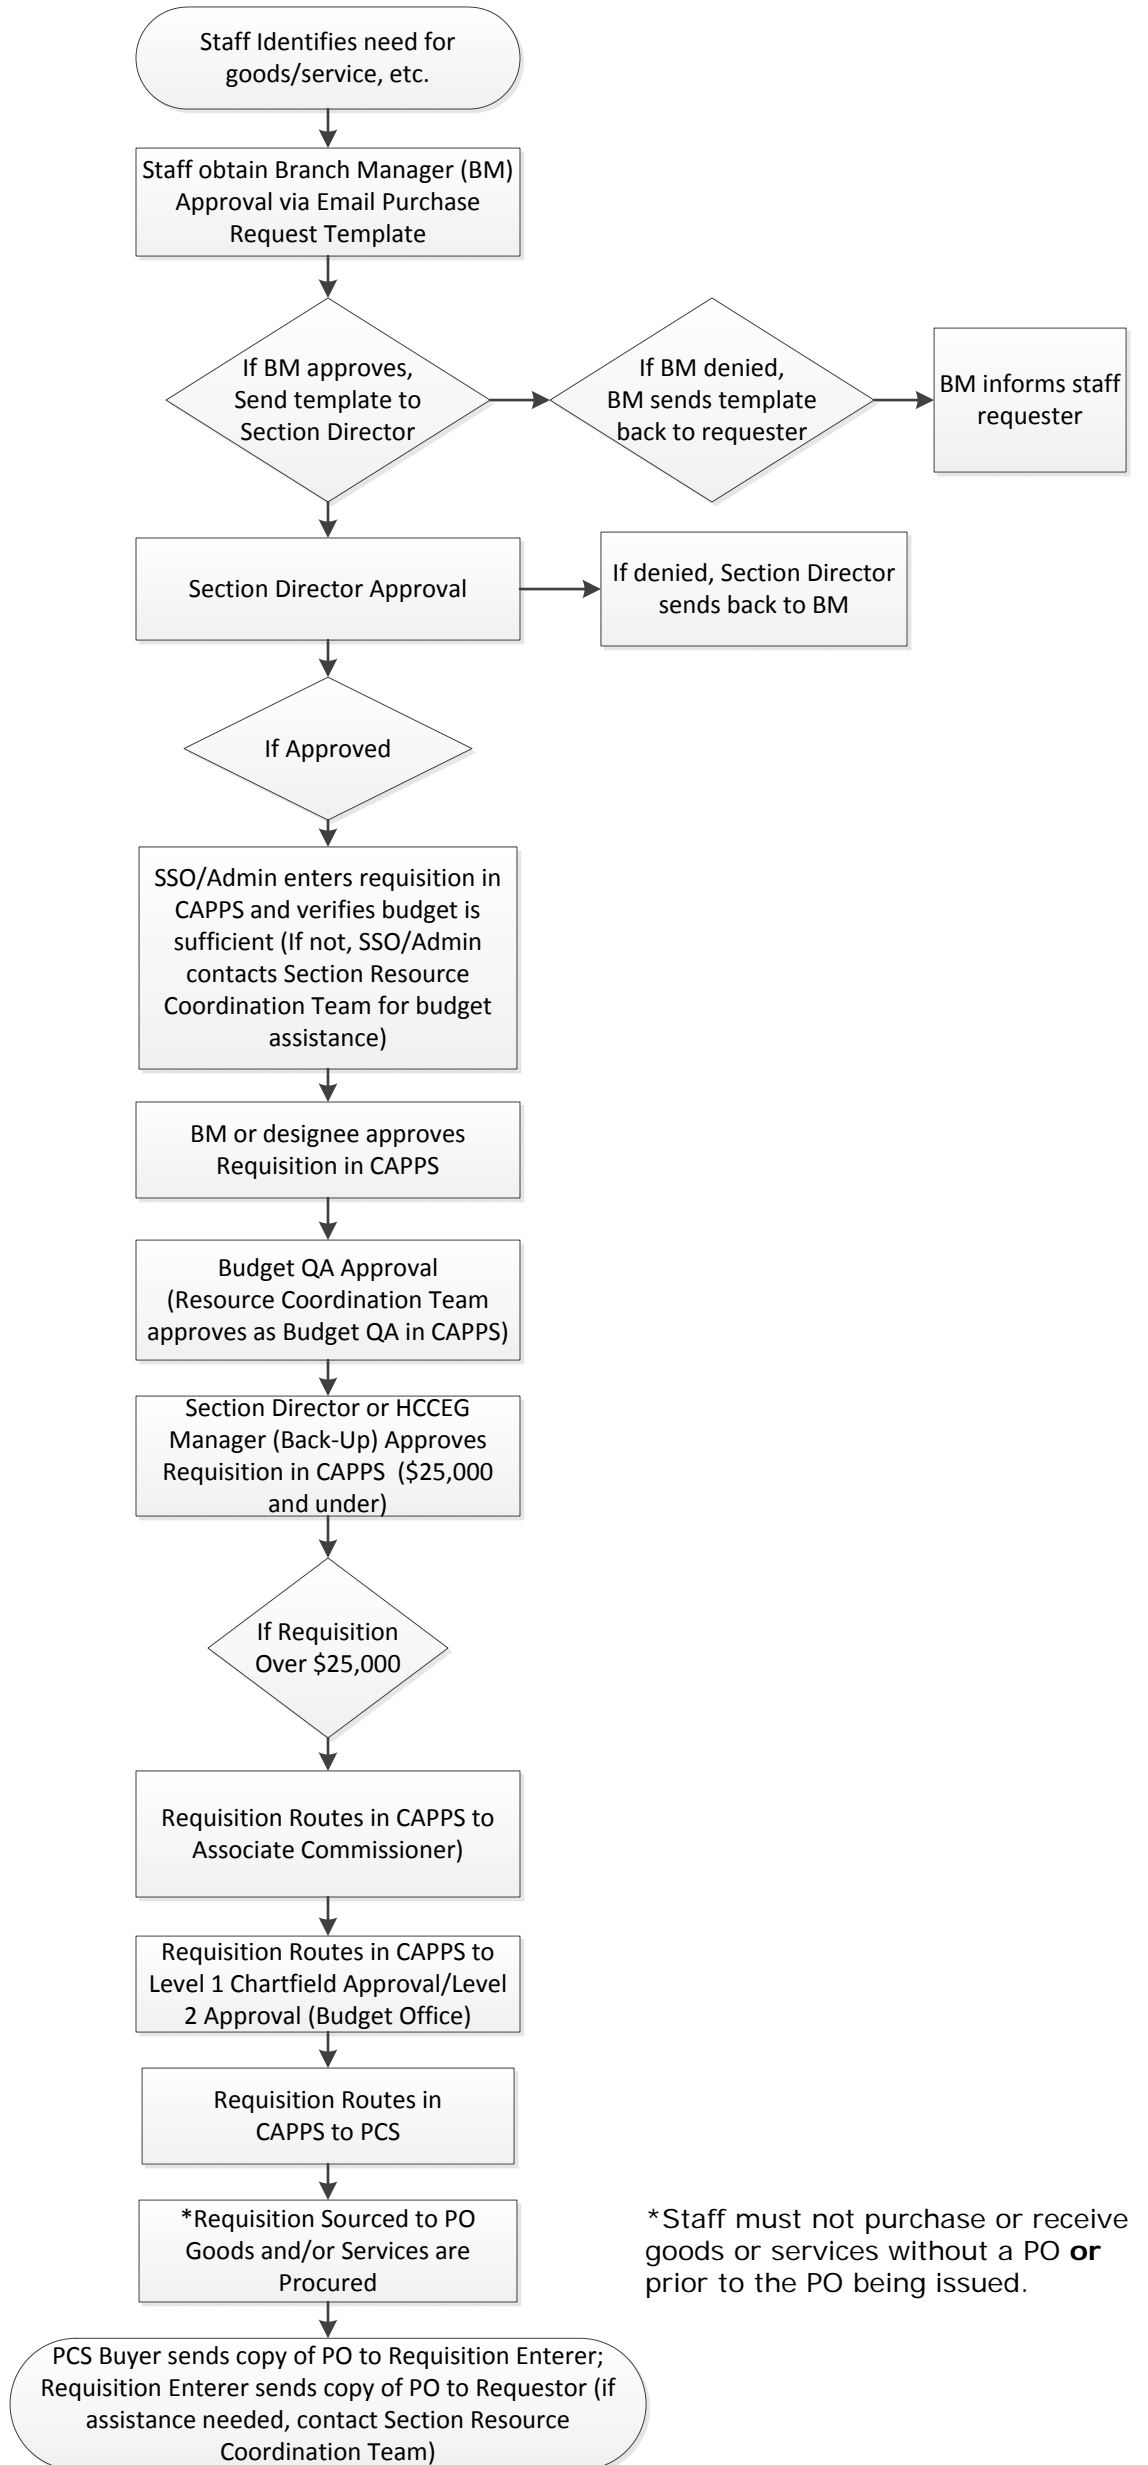 Staff Identifies need for
goods/service, etc.
Staff obtain Branch Manager (BM)
Approval via Email Purchase
Request Template
If BM approves,
Send template to
Section Director
If BM denied,
BM sends template
back to requester
BM informs staff
requester
Section Director Approval
If denied, Section Director
sends back to BM
If Approved
SSO/Admin enters requisition in
CAPPS and verifies budget is
sufficient (If not, SSO/Admin
contacts Section Resource
Coordination Team for budget
assistance)
BM or designee approves
Requisition in CAPPS
Budget QA Approval
(Resource Coordination Team
approves as Budget QA in CAPPS)
Section Director or HCCEG
Manager (Back-Up) Approves
Requisition in CAPPS  ($25,000
and under)
If Requisition
Over $25,000
Requisition Routes in CAPPS to
Associate Commissioner)
Requisition Routes in CAPPS to
Level 1 Chartfield Approval/Level
2 Approval (Budget Office)
Requisition Routes in
CAPPS to PCS
*Requisition Sourced to PO
Goods and/or Services are
Procured
*Staff must not purchase or receive
goods or services without a PO or
prior to the PO being issued.
PCS Buyer sends copy of PO to Requisition Enterer;
Requisition Enterer sends copy of PO to Requestor (if
assistance needed, contact Section Resource
Coordination Team)